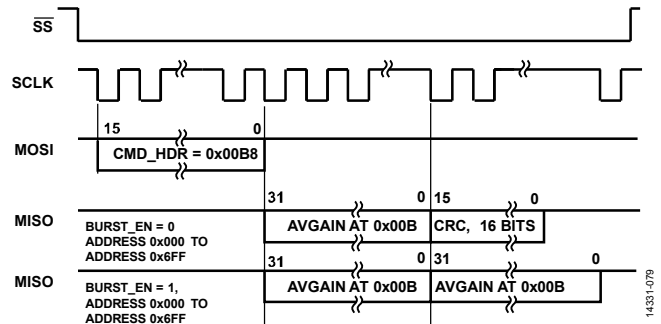 SS
SCLK
15 0
MOSI CMD_HDR = 0x00B8
31 0 15 0
MISO BURST_EN = 0 AVGAIN AT 0x00B CRC, 16 BITS
ADDRESS 0x000 TO
ADDRESS 0x6FF
31 0 31 0
MISO BURST_EN = 1, AVGAIN AT 0x00B AVGAIN AT 0x00B
ADDRESS 0x000 TO
ADDRESS 0x6FF
14331-079